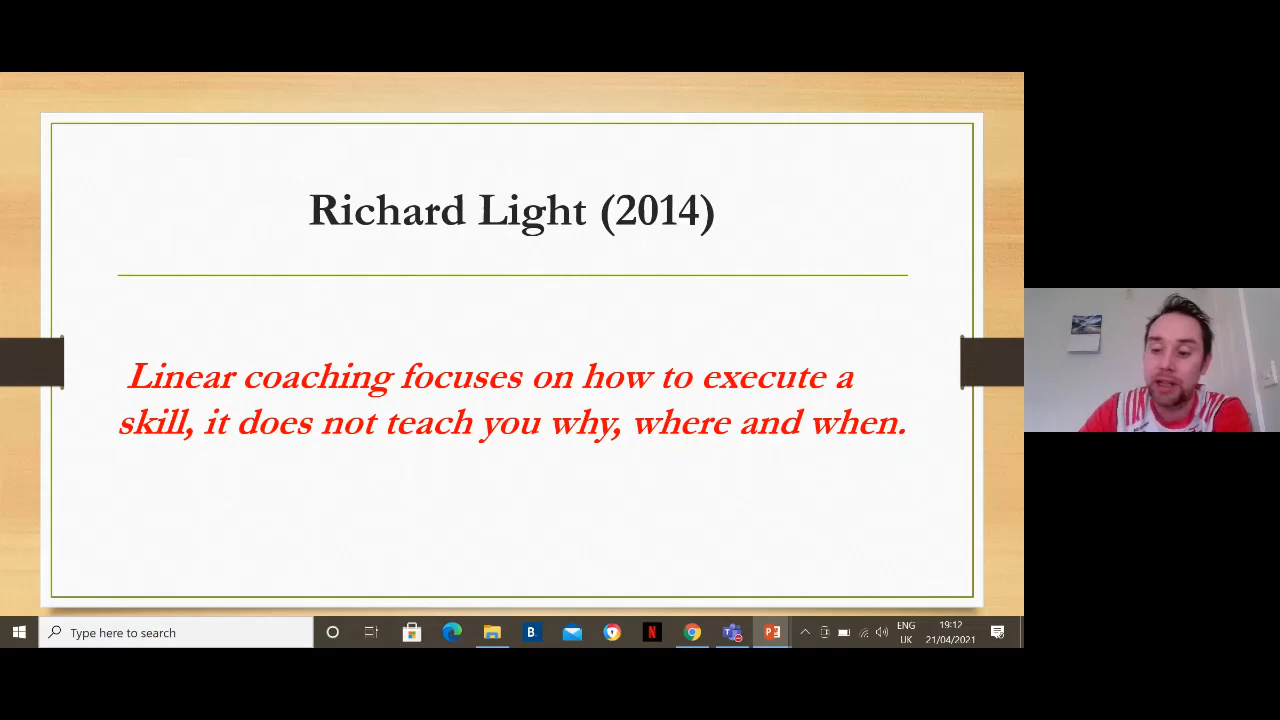 Richard Light (2014)
Linear coaching focuses on how to execute a
skill, it does not teach you why, where and when.
Type here to search
B.
N
P
ENG
19:12
UK
21/04/2021